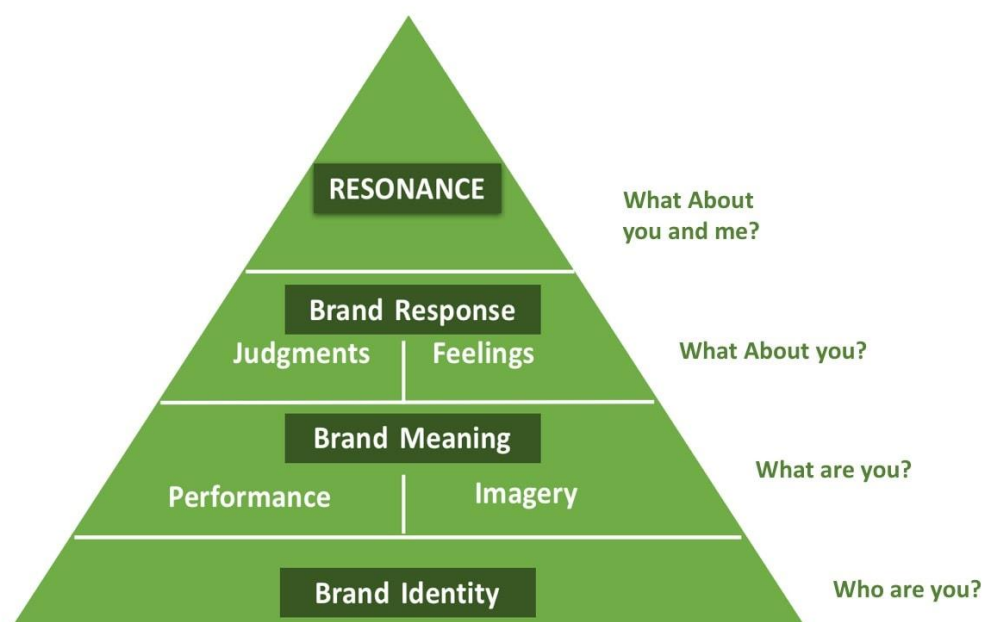 RESONANCE
What About
you and me?
Brand Response
Judgments Feelings
What About you?
Brand Meaning
What are you?
Performance Imagery
Brand Identity
Who are you?